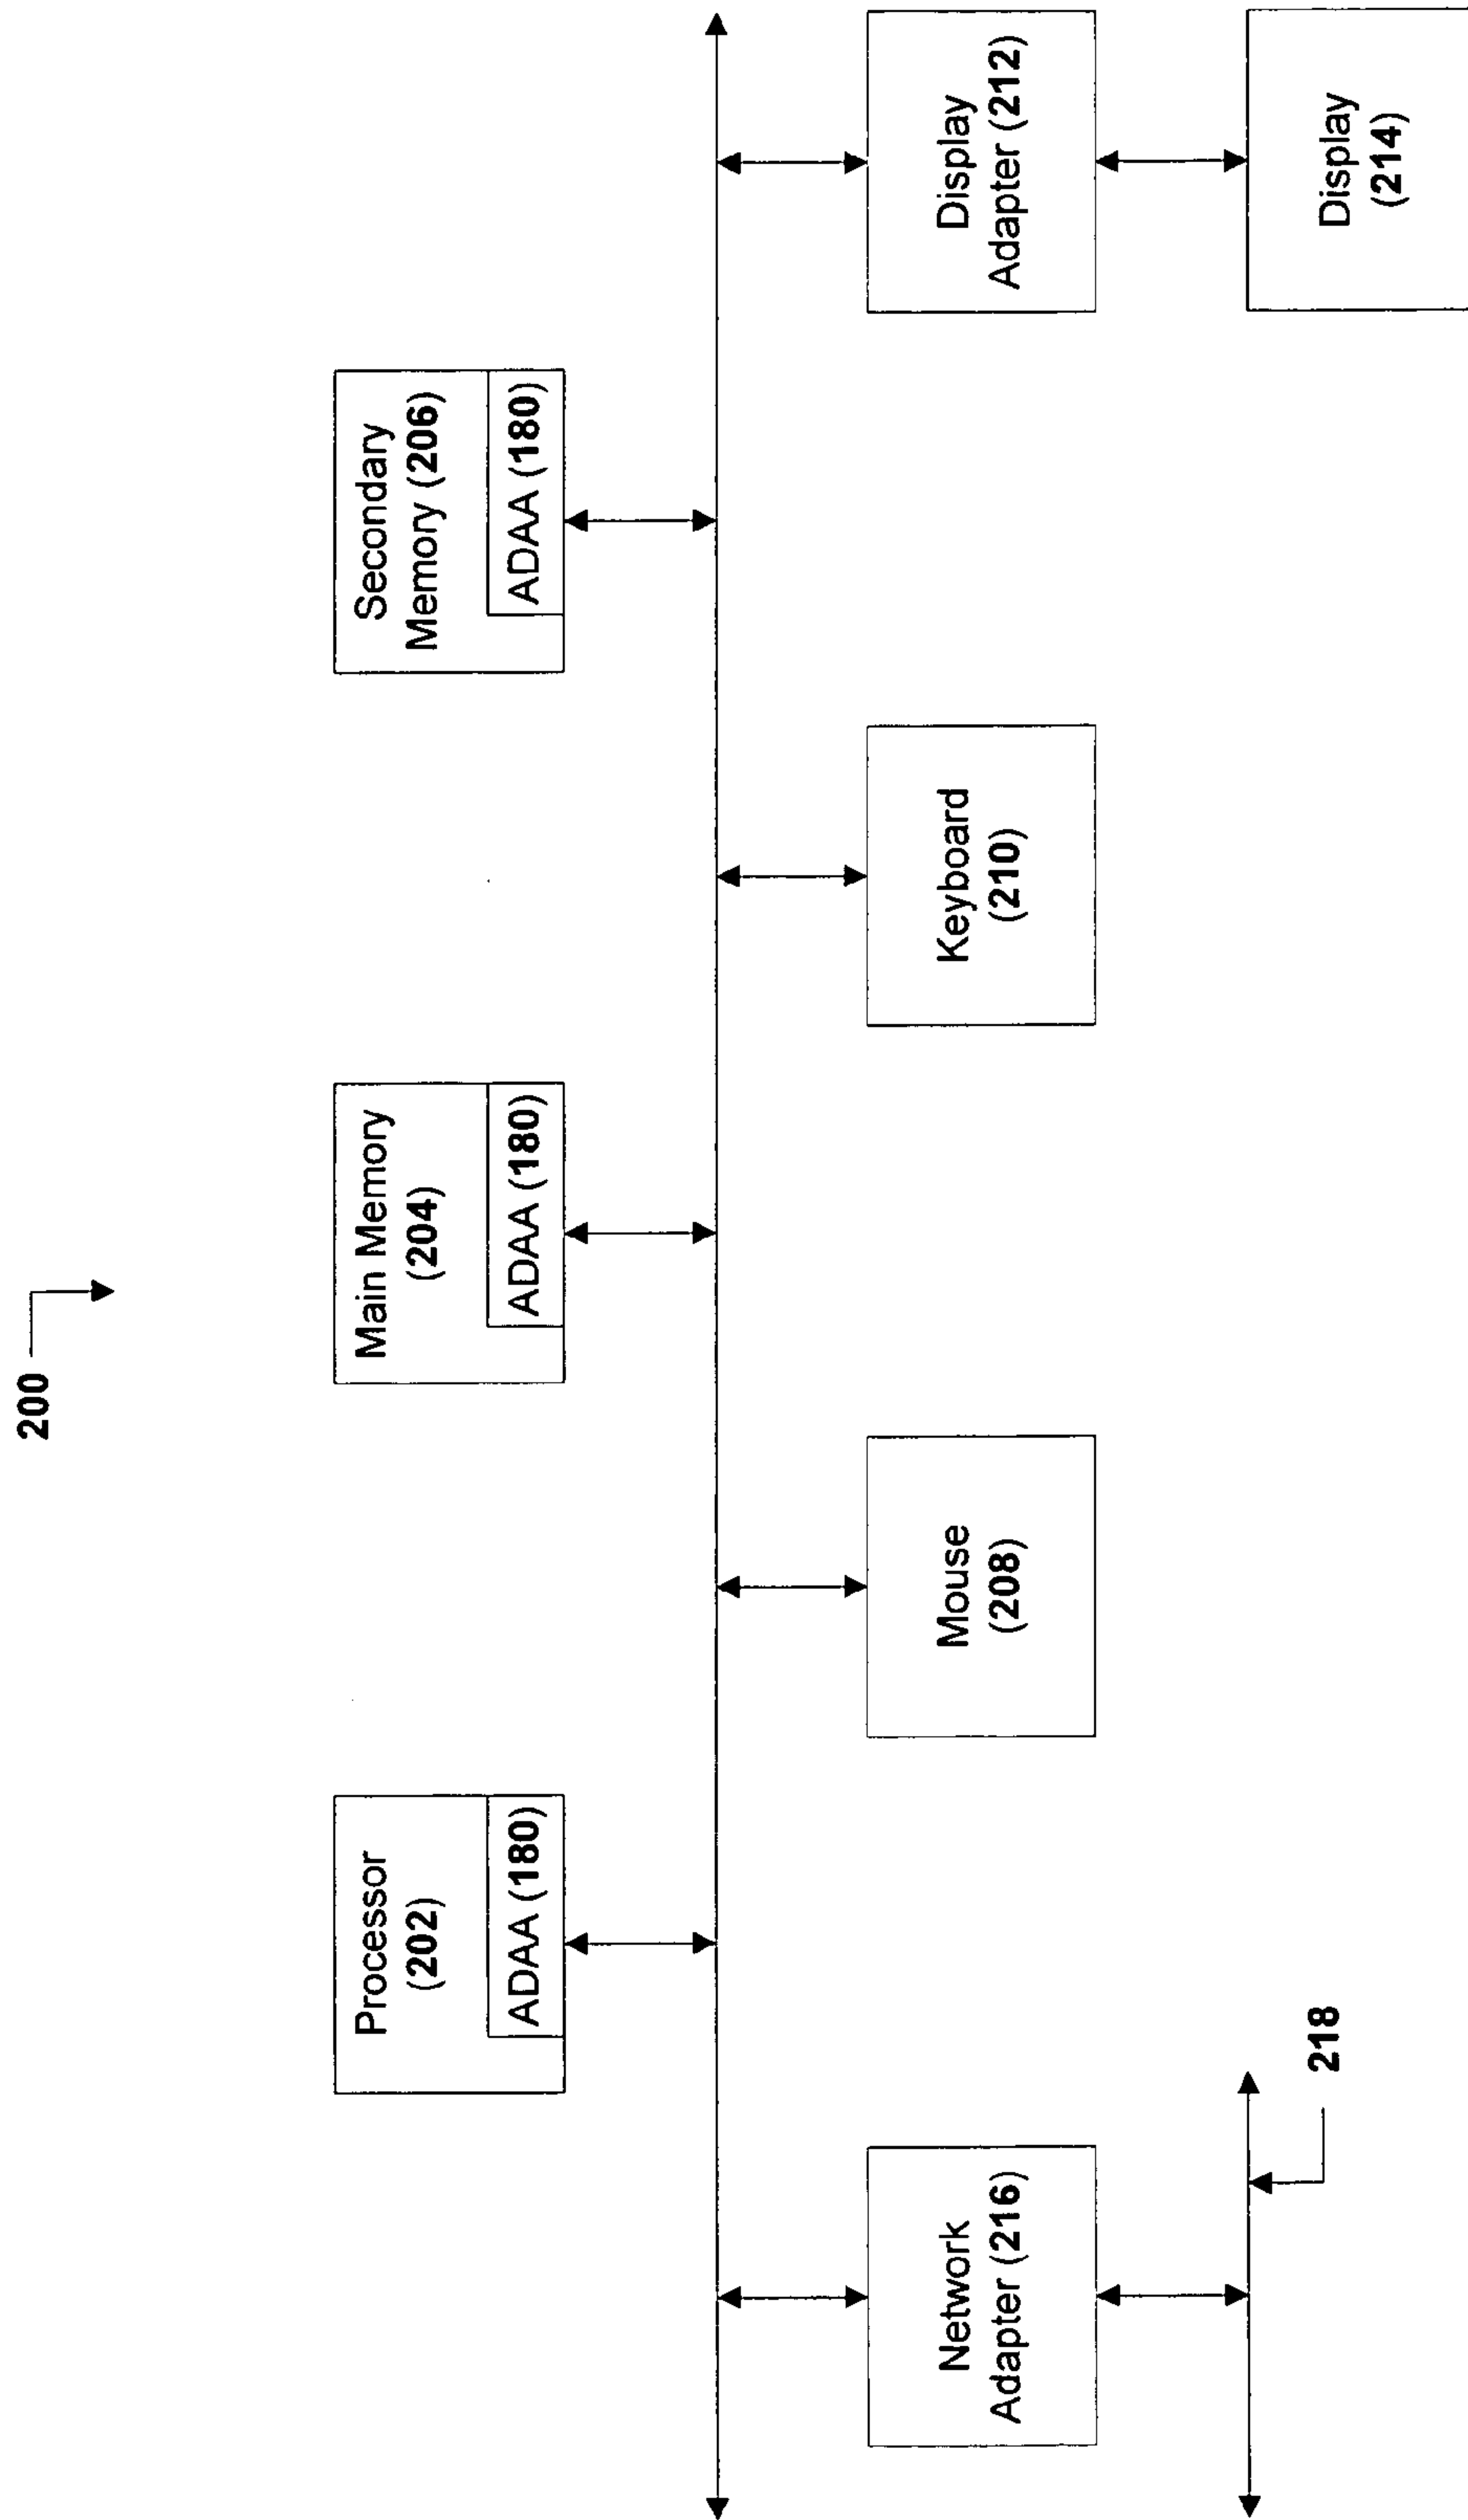 200
Processor
(202)
ADAA (180)
Main Memory
(204)
ADAA (180)
Secondary
Memory (206)
ADAA (180)
Network
Adapter (216)
Mouse
(208)
Keyboard
(210)
Display
Adapter (212)
218
Display
(214)